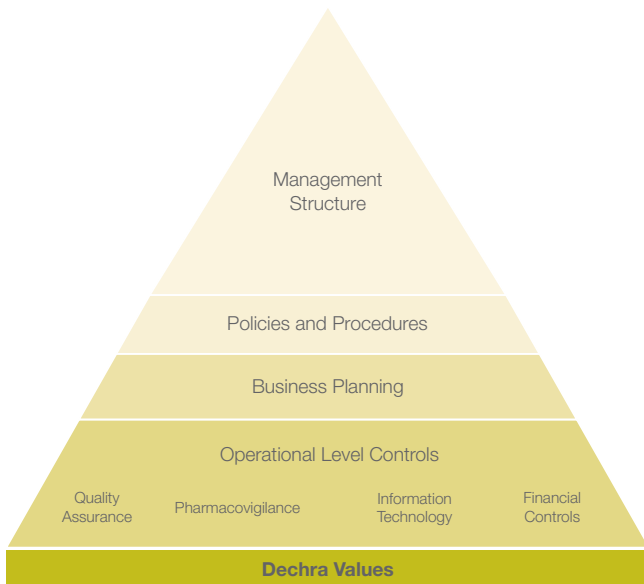 Management
Structure
Policies and Procedures
Business Planning
Operational Level Controls
Quality
Assurance
Pharmacovigilance
Information
Technology
Financial
Controls
Dechra Values